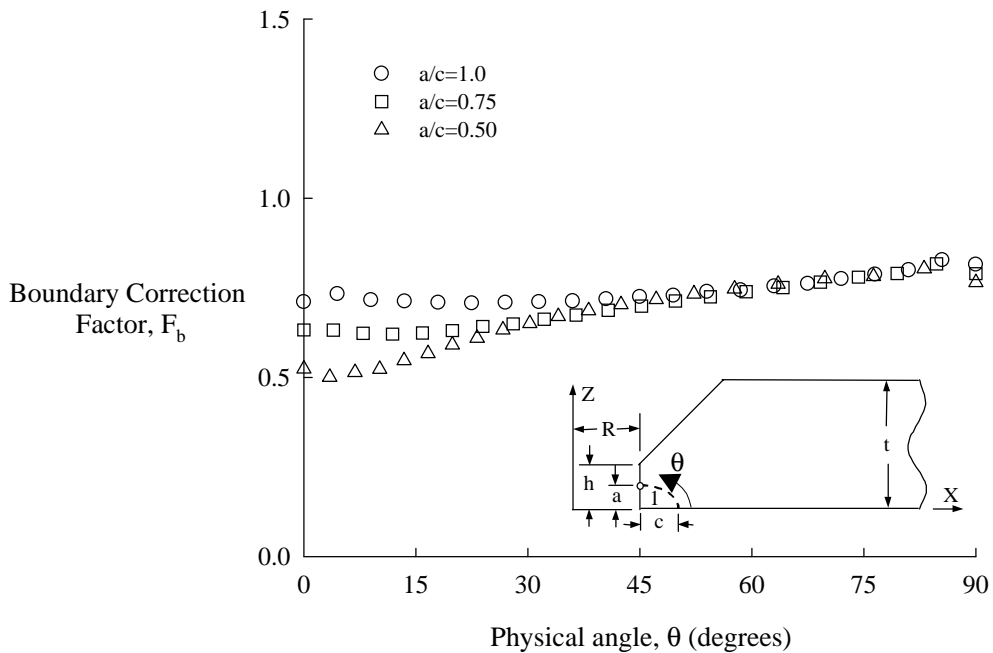 1.5
a/c=1.0
a/c=0.75
a/c=0.50
1.0
Boundary Correction
Factor, F_b
0.5
Z
R
h
a
θ
1
c
t
X
0.0
0
15
30
45
60
75
90
Physical angle, θ (degrees)